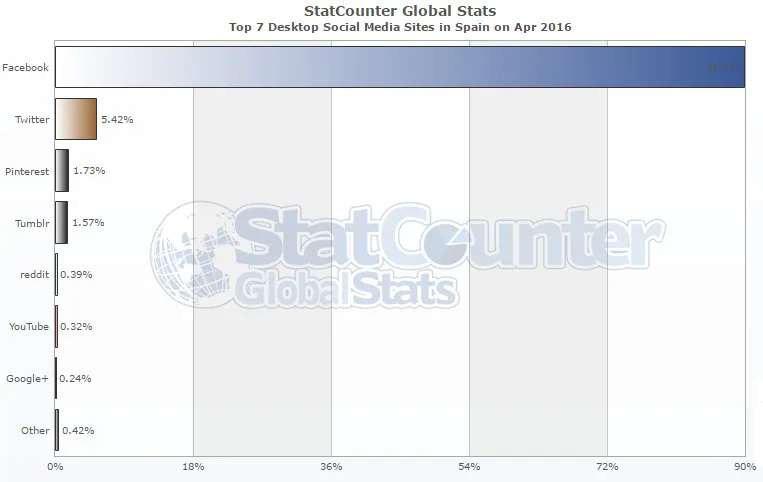 StatCounter Global Stats
Top 7 Desktop Social Media Sites in Spain on Apr 2016
Facebook
Twitter 5.42%
Pinterest 1.73%
Tumblr 1.57%
reddit 0.39%
YouTube 0.32%
Google+ 0.24%
Other 0.42%
StatCounter
GlobalStats
0% 18% 36% 54% 72% 90%